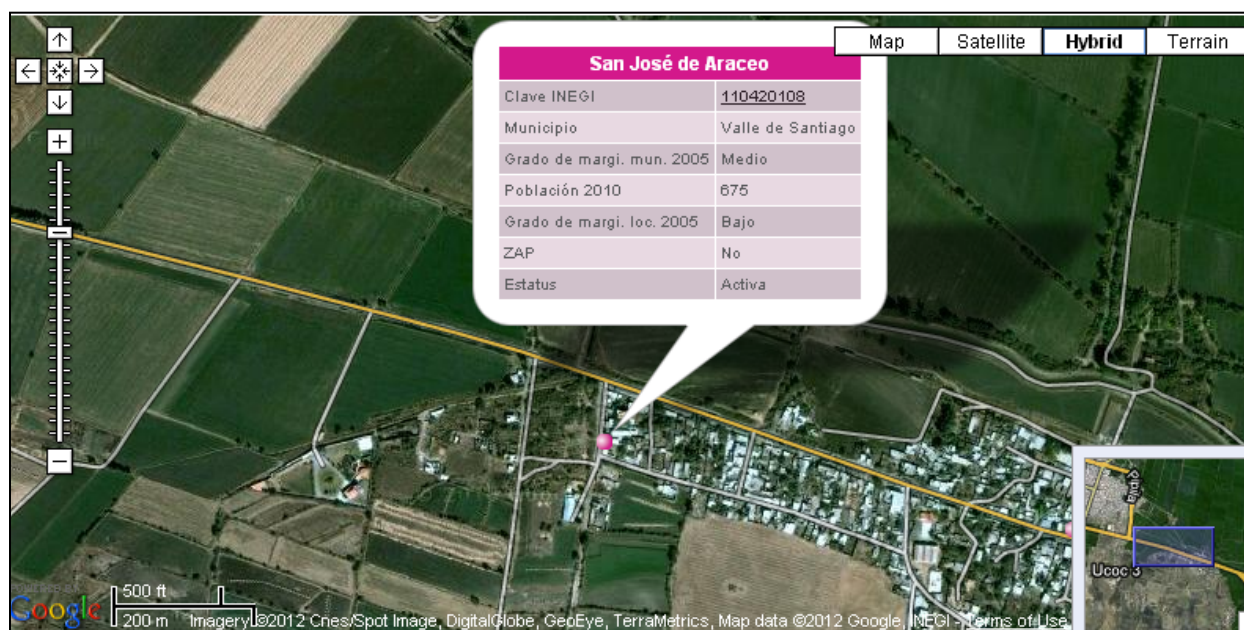 Map Satellite Hybrid Terrain
San José de Araceo
Clave INEGI 110420108
Municipio Valle de Santiago
Grado de margi. mun. 2005 Medio
Población 2010 675
Grado de margi. loc. 2005 Bajo
ZAP No
Estatus Activa
Pipila
Ucoc 3
500 ft
200 m
Google
Imagery ©2012 Cnes/Spot Image, DigitalGlobe, GeoEye, TerraMetrics, Map data ©2012 Google, INEGI - Terms of Use